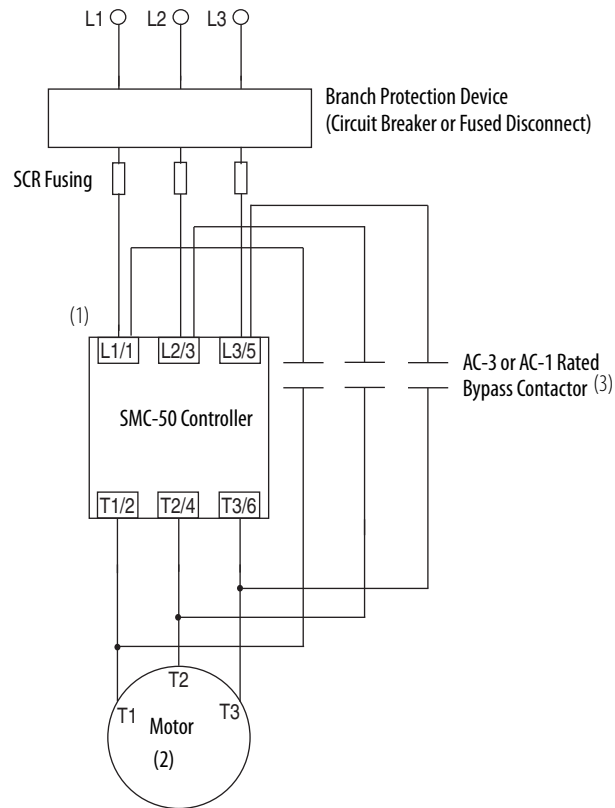 L1 L2 L3
Branch Protection Device
(Circuit Breaker or Fused Disconnect)
SCR Fusing
(1)
L1/1 L2/3 L3/5
AC-3 or AC-1 Rated
Bypass Contactor (3)
SMC-50 Controller
T1/2 T2/4 T3/6
T2
T1 T3
Motor
(2)